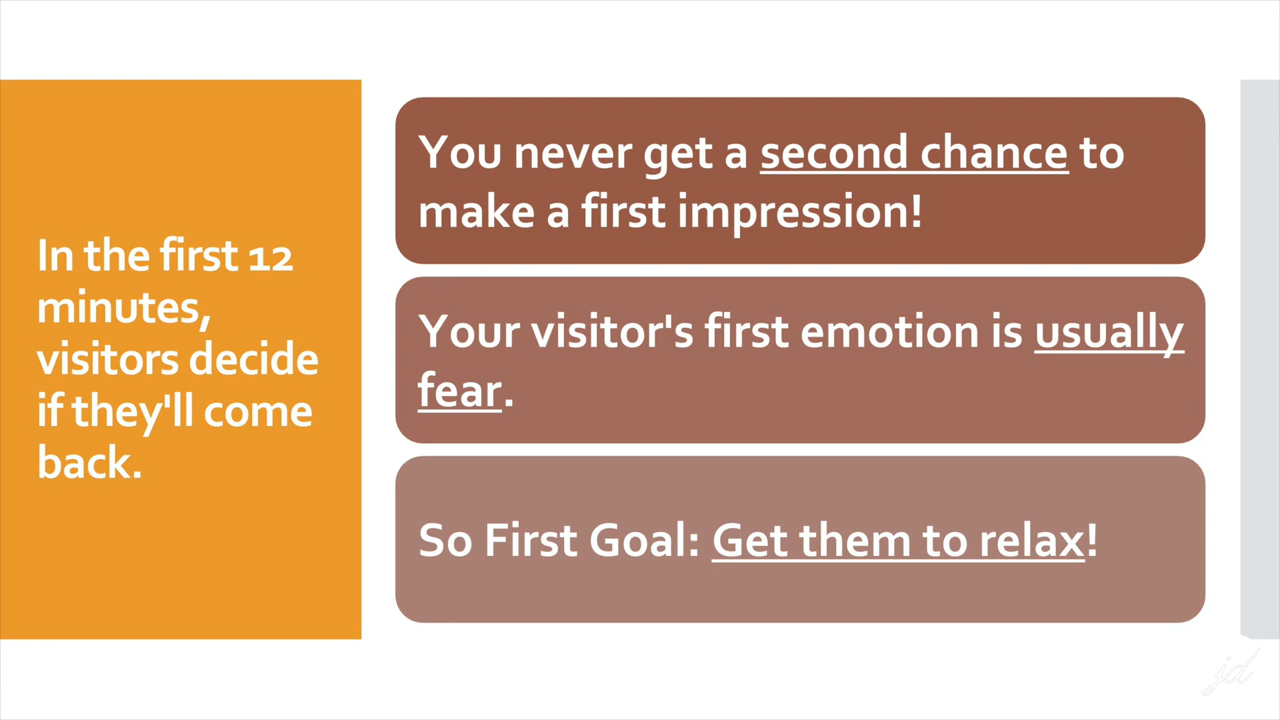 In the first 12
minutes,
visitors decide
if they'll come
back.
You never get a second chance to
make a first impression!
Your visitor's first emotion is usually
fear.
So First Goal: Get them to relax!
jd